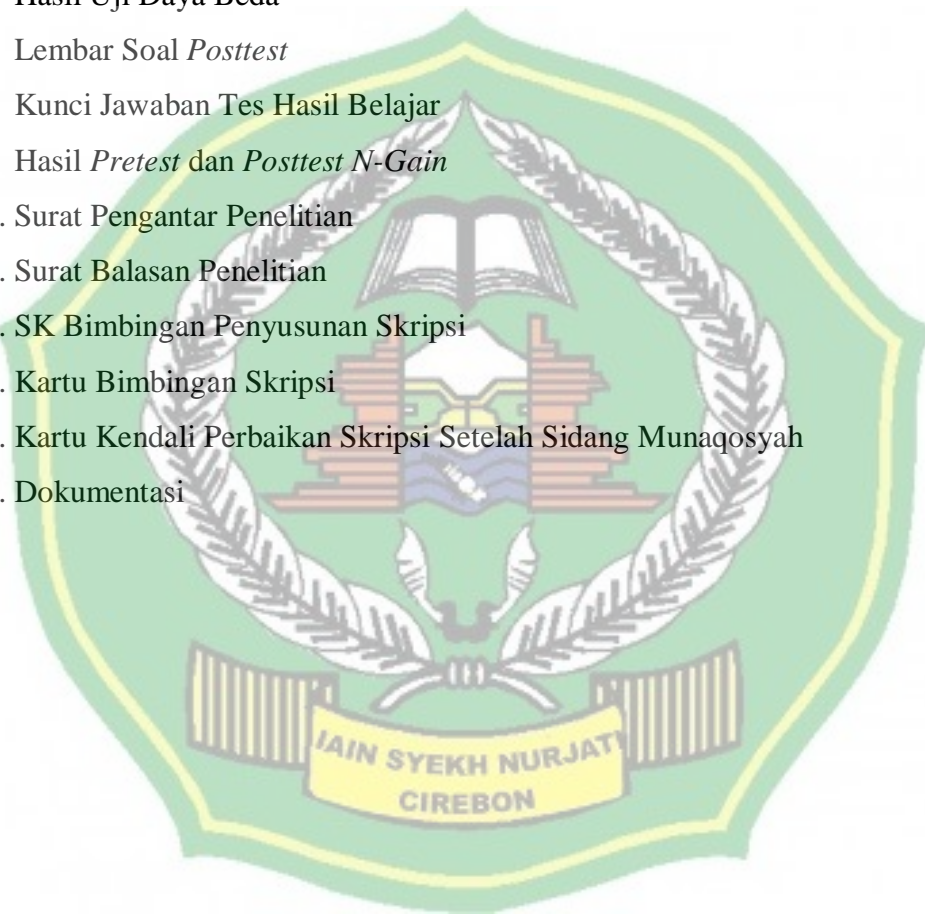 Hasil Uji Daya Beda
Lembar Soal Posttest
Kunci Jawaban Tes Hasil Belajar
Hasil Pretest dan Posttest N-Gain
. Surat Pengantar Penelitian
. Surat Balasan Penelitian
. SK Bimbingan Penyusunan Skripsi
. Kartu Bimbingan Skripsi
. Kartu Kendali Perbaikan Skripsi Setelah Sidang Munaqosyah
. Dokumentasi
IAIN SYEKH NURJATI
CIREBON